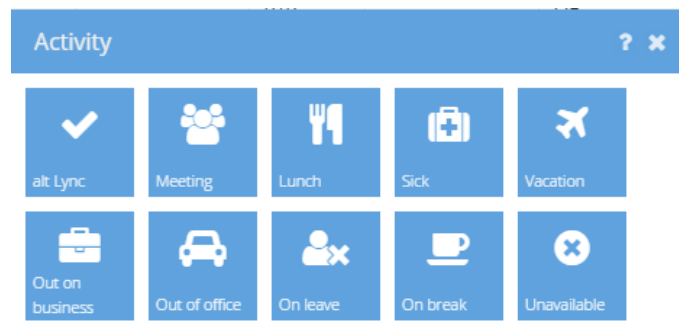 Activity ?
alt Lync Meeting Lunch Sick Vacation
Out on
business Out of office On leave On break Unavailable